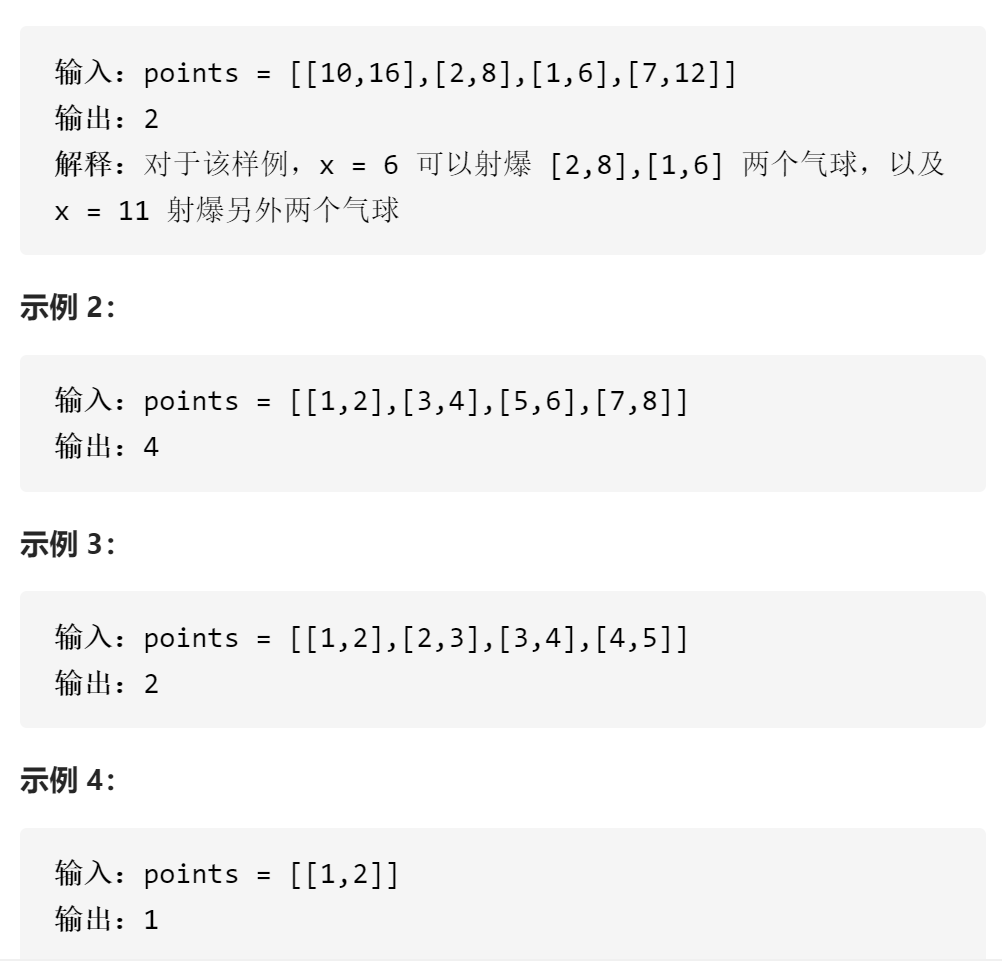 输入：points = [[10,16],[2,8],[1,6],[7,12]]
输出：2
解释：对于该样例，x = 6 可以射爆 [2,8],[1,6] 两个气球，以及
x = 11 射爆另外两个气球
示例 2：
输入：points = [[1,2],[3,4],[5,6],[7,8]]
输出：4
示例 3：
输入：points = [[1,2],[2,3],[3,4],[4,5]]
输出：2
示例 4：
输入：points = [[1,2]]
输出：1